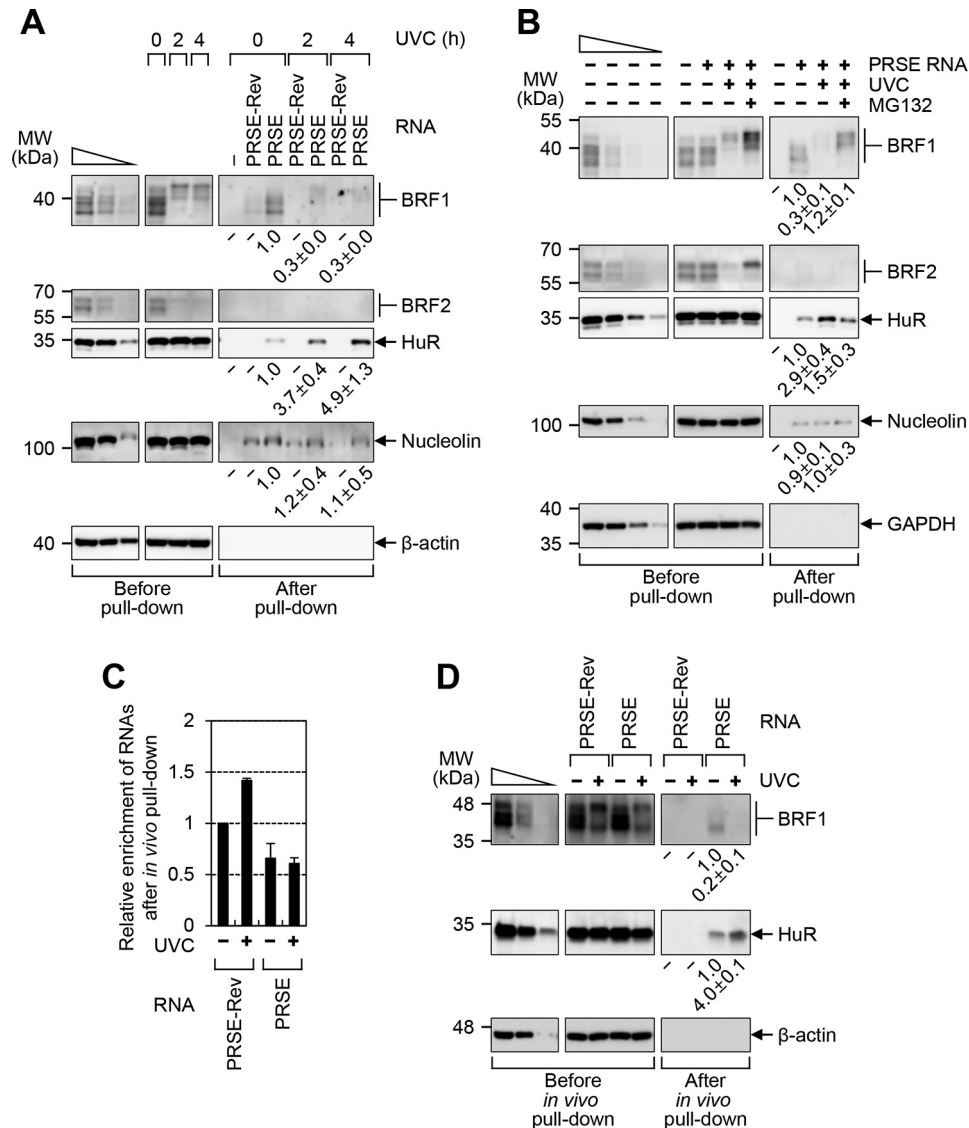 A
0 2 4 0 2 4 UVC (h)
– PRSE-Rev PRSE PRSE-Rev PRSE PRSE-Rev PRSE RNA
MW
(kDa)
40 BRF1
– – 1.0 – 0.3±0.0 – 0.3±0.0
70
55 BRF2
35 HuR
– – 1.0 – 3.7±0.4 – 4.9±1.3
100 Nucleolin
– – 1.0 – 1.2±0.4 – 1.1±0.5
40 β-actin
Before
pull-down
After
pull-down
B
– – – – – + + + – + + + PRSE RNA
– – – – – – + + – – + + UVC
– – – – – – – + – – – + MG132
MW
(kDa)
55
40 BRF1
– 1.0 0.3±0.1 1.2±0.1
70
55 BRF2
35 HuR
– 1.0 2.9±0.4 1.5±0.3
100 Nucleolin
– 1.0 0.9±0.1 1.0±0.3
40
35 GAPDH
Before
pull-down
After
pull-down
C
Relative enrichment of RNAs
after in vivo pull-down
2
1.5
1
0.5
0
UVC – + – +
RNA PRSE-Rev PRSE
D
PRSE-Rev PRSE PRSE-Rev PRSE RNA
– + – + – + – + UVC
MW
(kDa)
48
35 BRF1
– – 1.0 0.2±0.1
35 HuR
– – 1.0 4.0±0.1
48 β-actin
Before
in vivo
pull-down
After
in vivo
pull-down